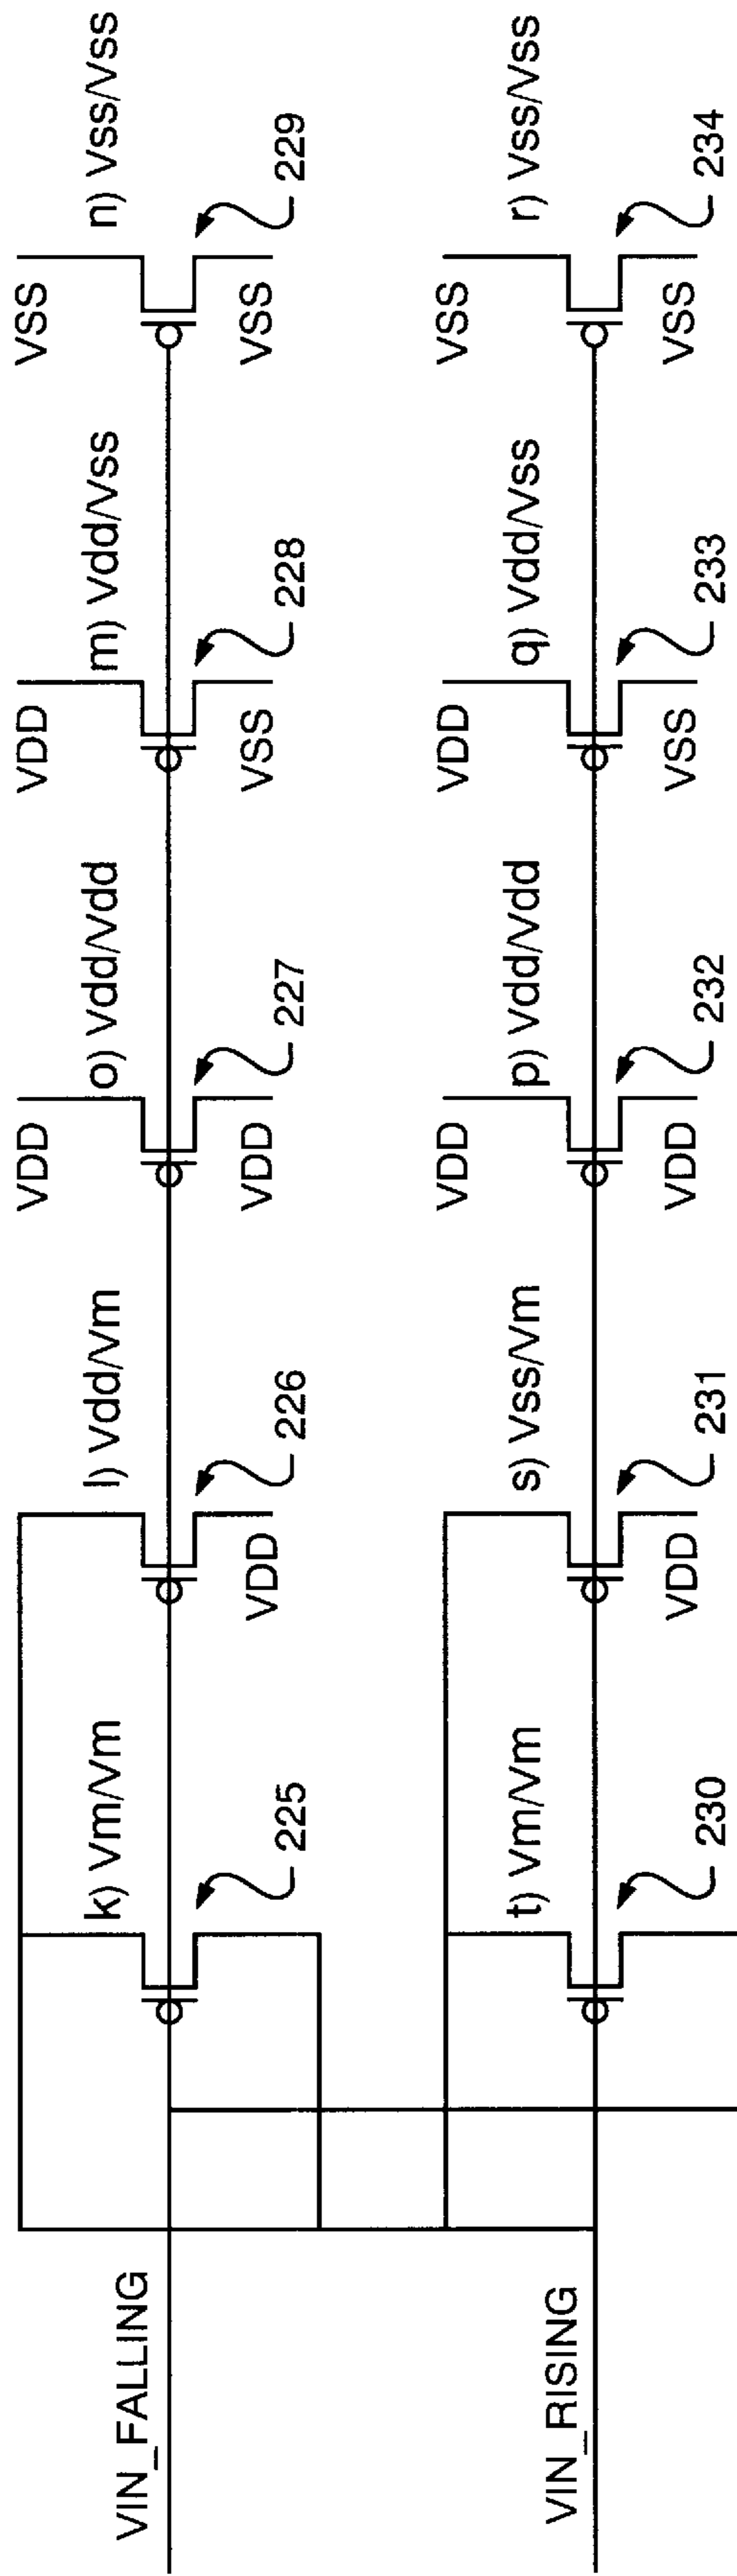 VDD VDD VDD VSS
k) Vm/Vm l) Vdd/Vm o) Vdd/Vdd m) Vdd/Vss n) Vss/Vss
VIN_FALLING
VDD VDD VSS VSS
225 226 227 228 229
VDD VDD VSS
t) Vm/Vm s) Vss/Vm p) Vdd/Vdd q) Vdd/Vss r) Vss/Vss
VIN_RISING
VDD VDD VSS VSS
230 231 232 233 234